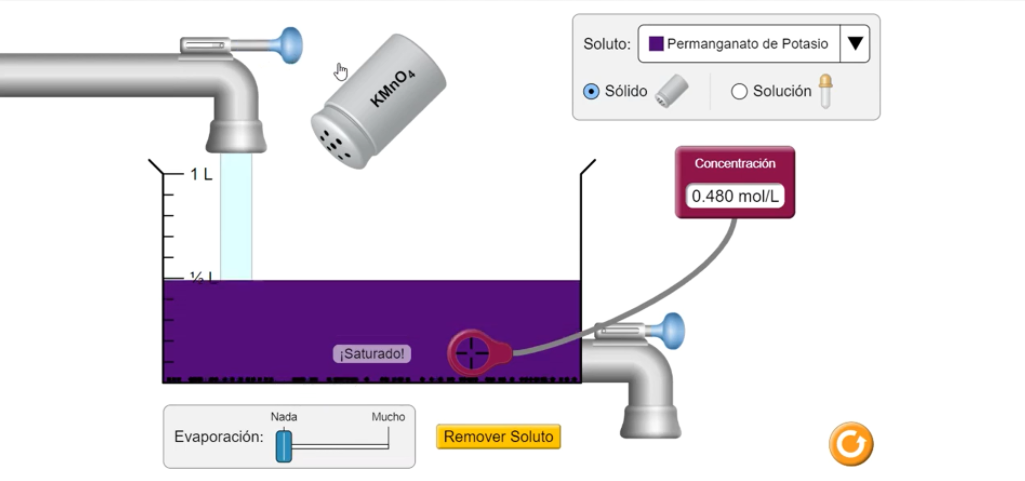 Soluto: Permanganato de Potasio
Sólido Solución
KMnO₄
Concentración
0.480 mol/L
1 L
½ L
¡Saturado!
Nada Mucho
Evaporación:
Remover Soluto